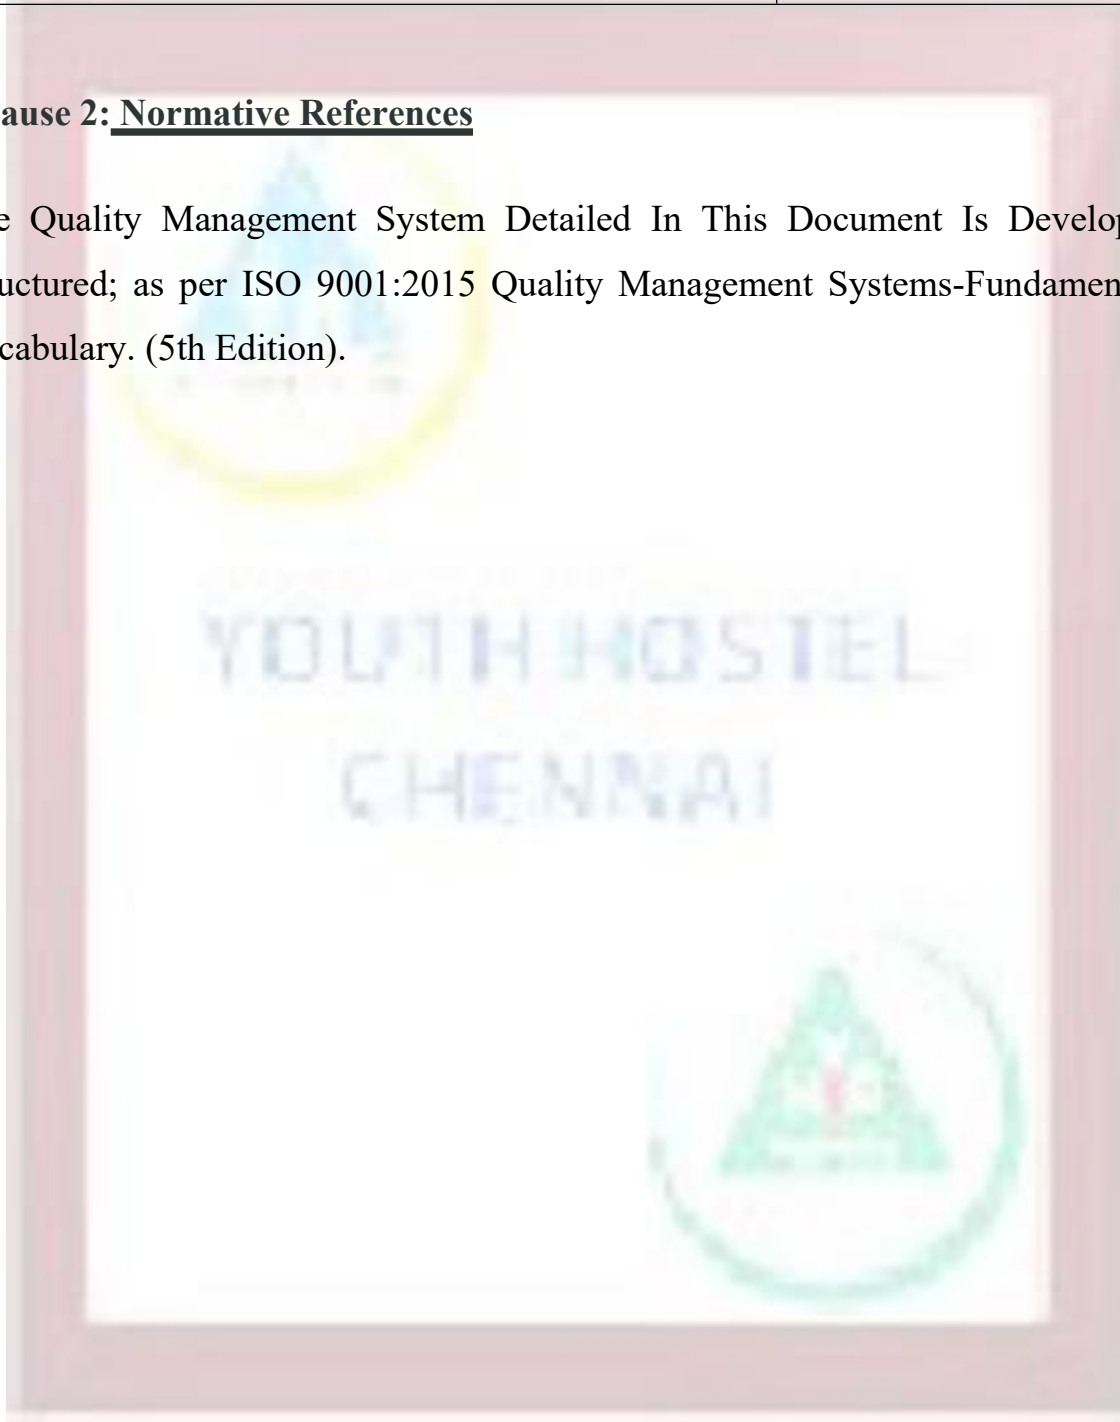 ause 2: Normative References
e Quality Management System Detailed In This Document Is Develop
uctured; as per ISO 9001:2015 Quality Management Systems-Fundamen
cabulary. (5th Edition).
YOUTH HOSTEL
CHENNAI